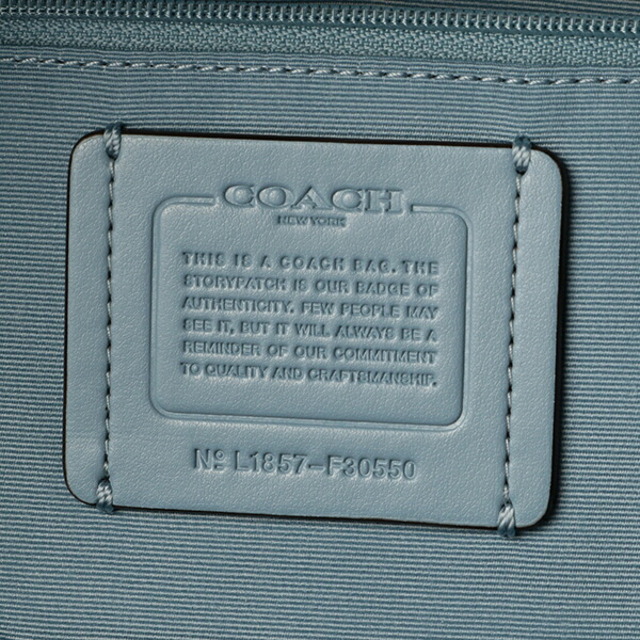 COACH
NEW YORK
THIS IS A COACH BAG. THE
STORYPATCH IS OUR BADGE OF
AUTHENTICITY. FEW PEOPLE MAY
SEE IT, BUT IT WILL ALWAYS BE A
REMINDER OF OUR COMMITMENT
TO QUALITY AND CRAFTSMANSHIP.
Nº L1857-F30550